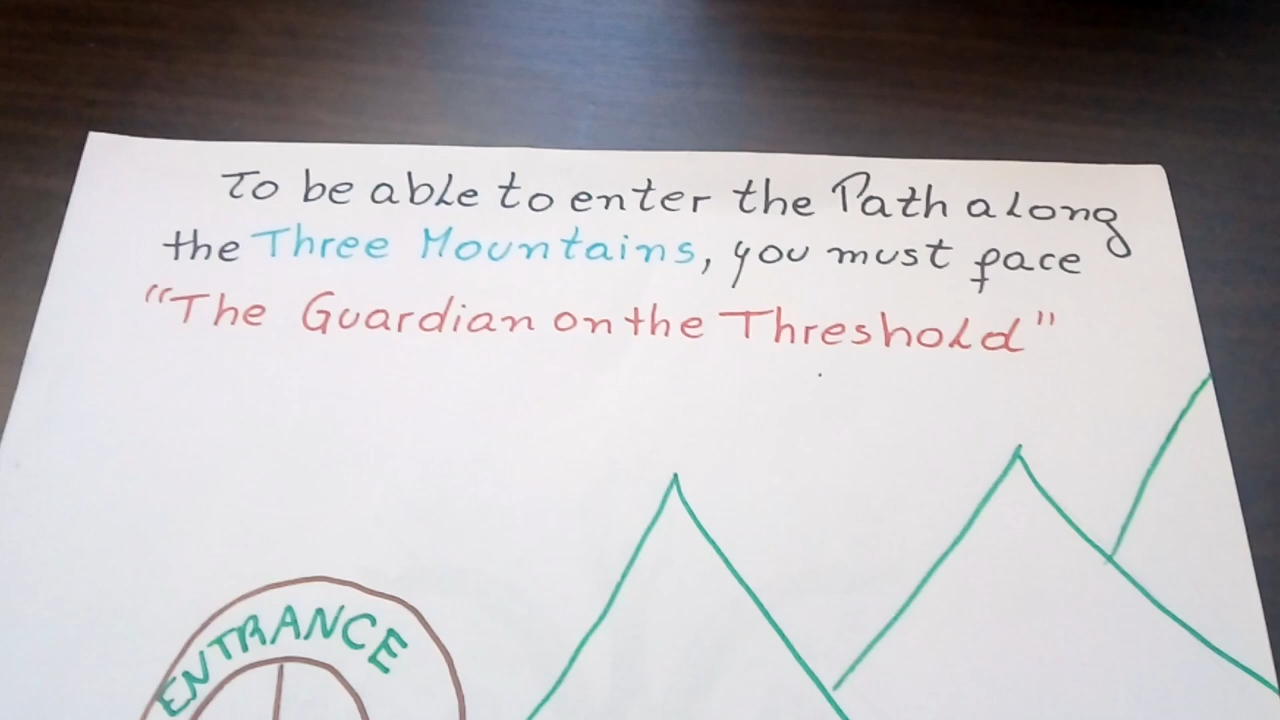 To be able to enter the Path along
the Three Mountains, you must face
"The Guardian on the Threshold"
ENTRANCE